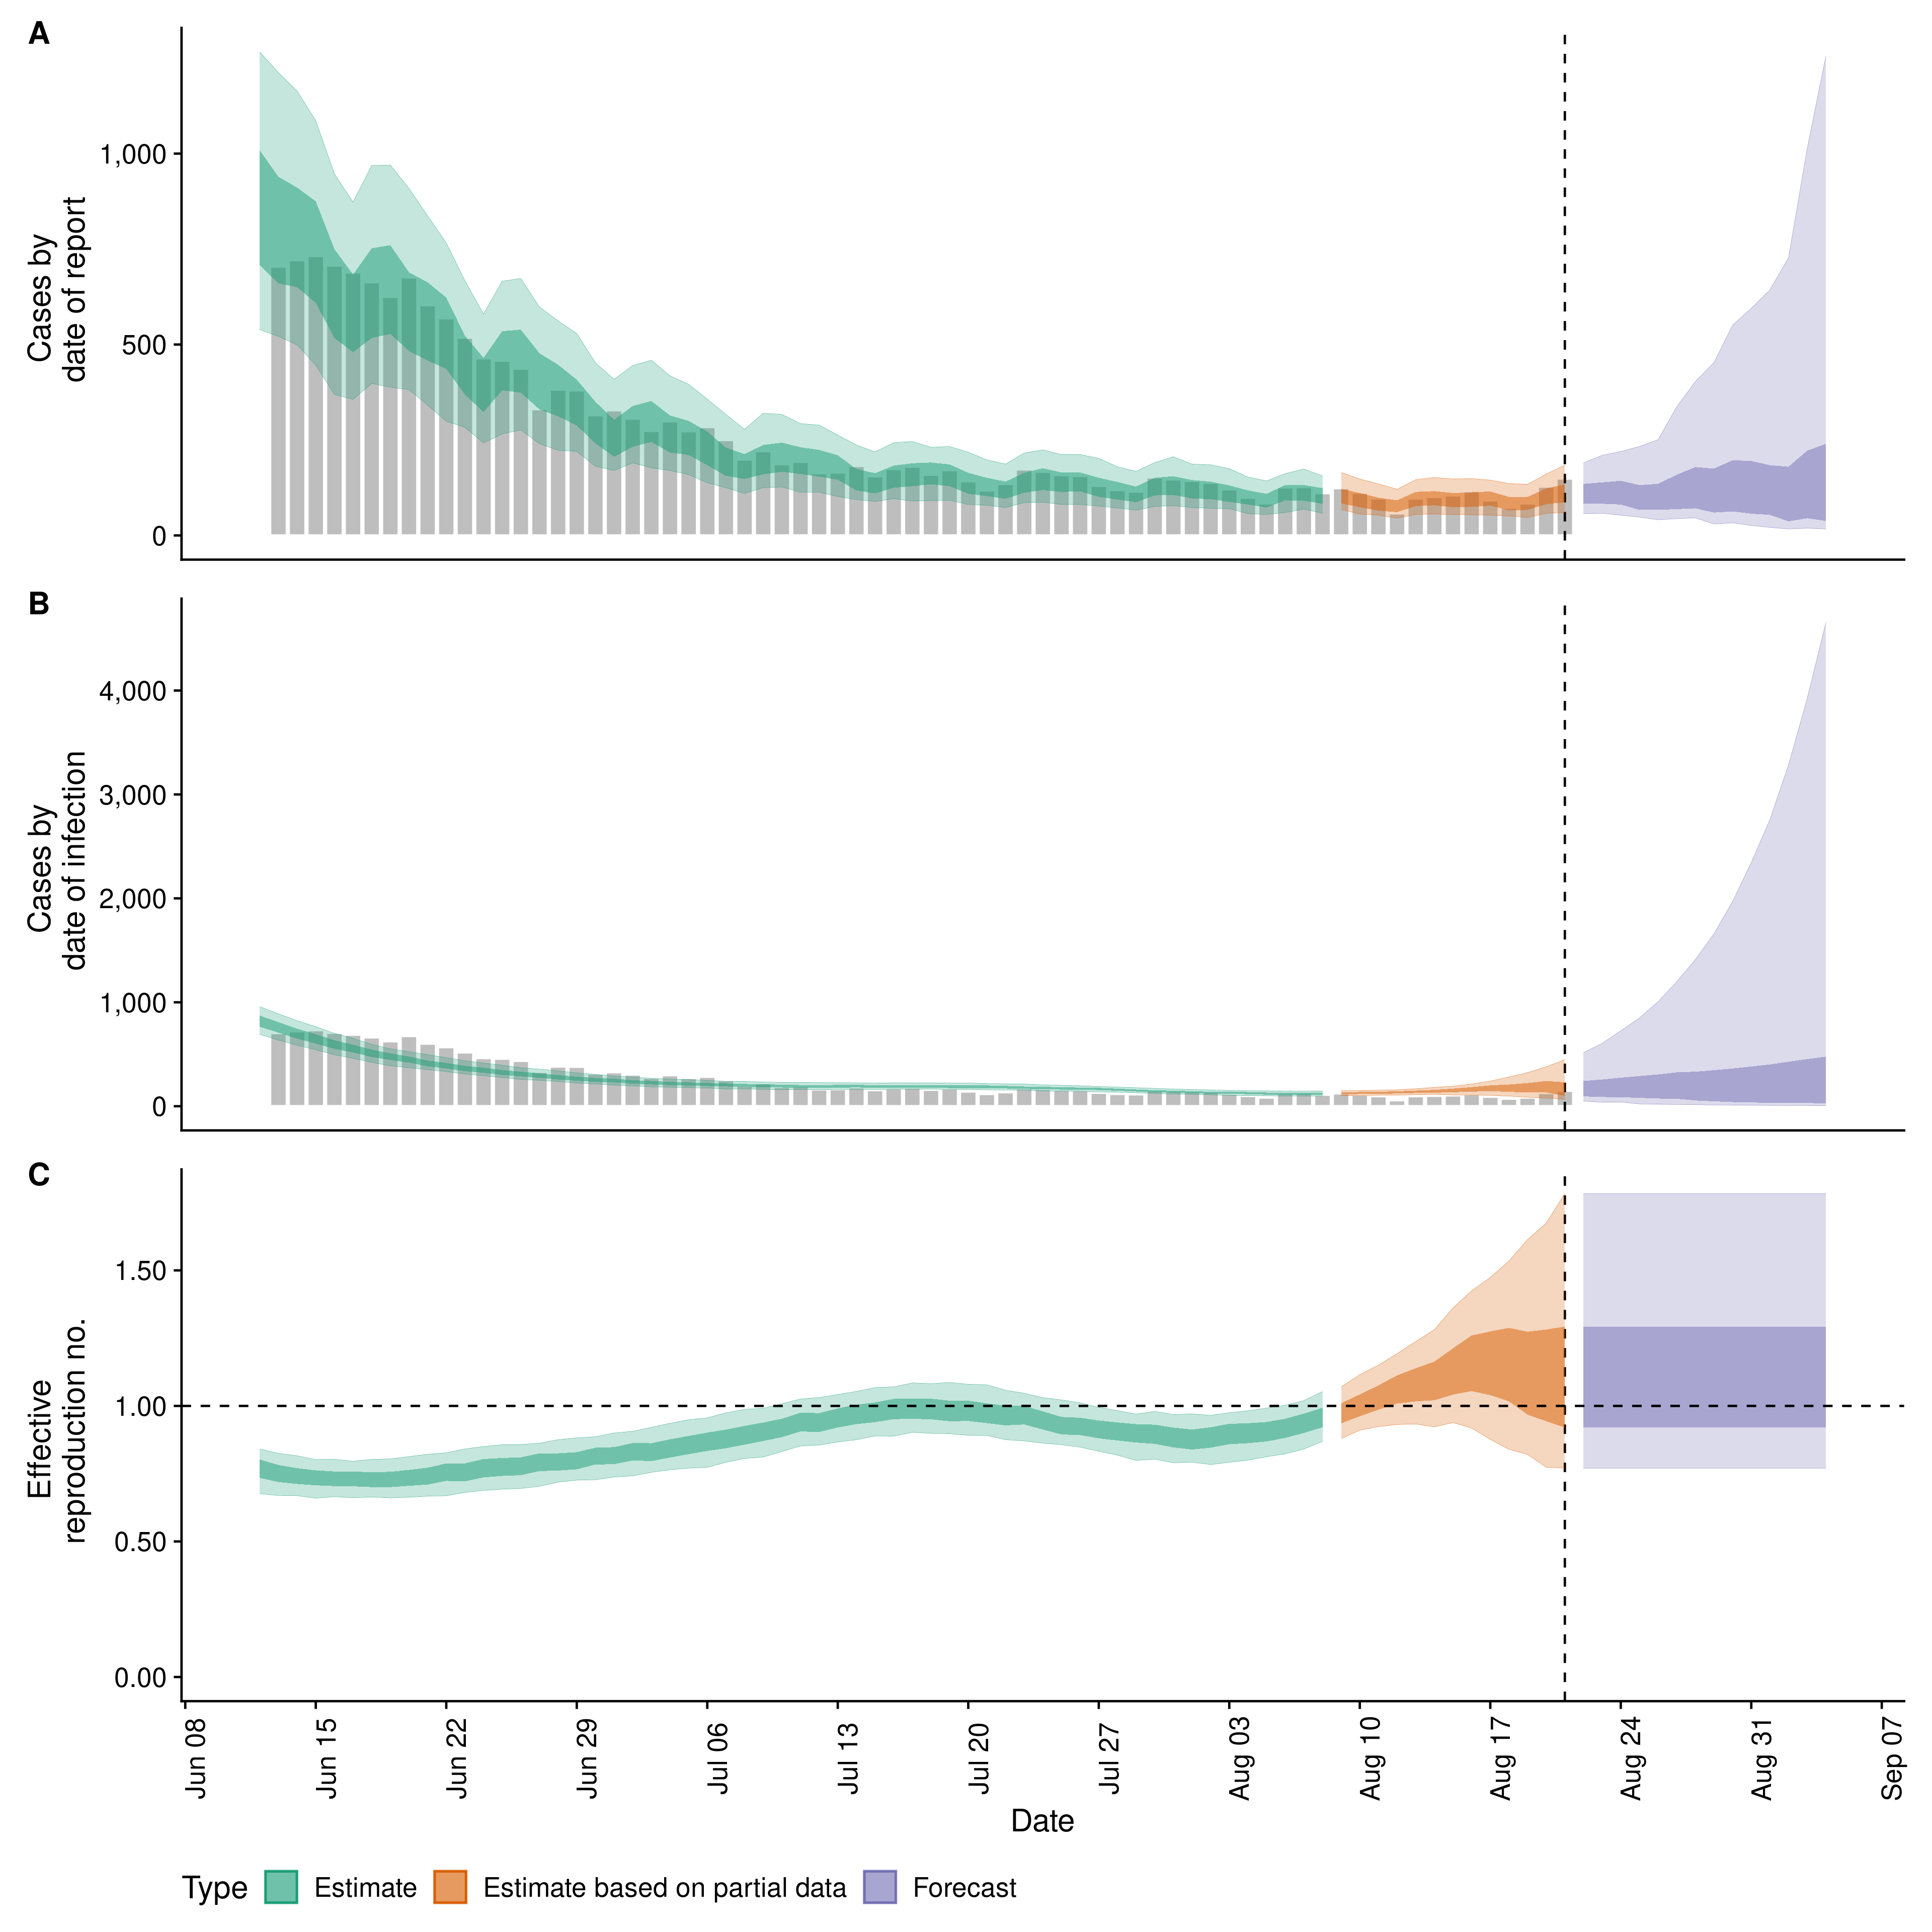 A
Cases by
date of report
1,000
500
0
B
Cases by
date of infection
4,000
3,000
2,000
1,000
0
C
Effective
reproduction no.
1.50
1.00
0.50
0.00
Jun 08
Jun 15
Jun 22
Jun 29
Jul 06
Jul 13
Jul 20
Jul 27
Aug 03
Aug 10
Aug 17
Aug 24
Aug 31
Sep 07
Date
Type Estimate Estimate based on partial data Forecast